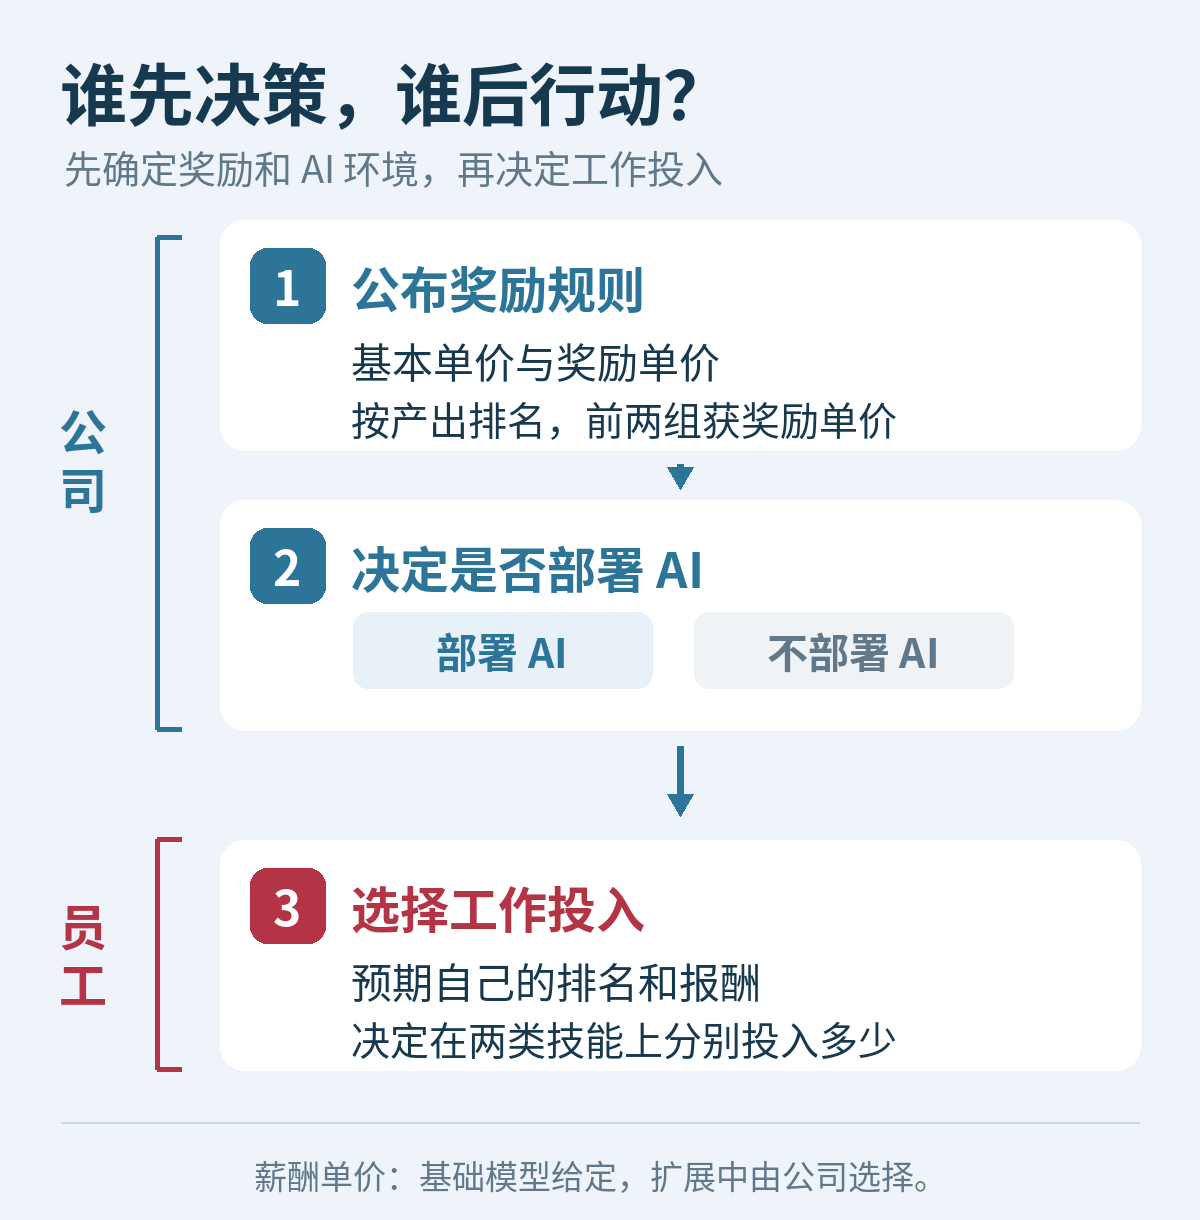 谁先决策，谁后行动？
先确定奖励和 AI 环境，再决定工作投入
公司
1 公布奖励规则
基本单价与奖励单价
按产出排名，前两组获奖励单价
2 决定是否部署 AI
部署 AI 不部署 AI
员工
3 选择工作投入
预期自己的排名和报酬
决定在两类技能上分别投入多少
薪酬单价：基础模型给定，扩展中由公司选择。